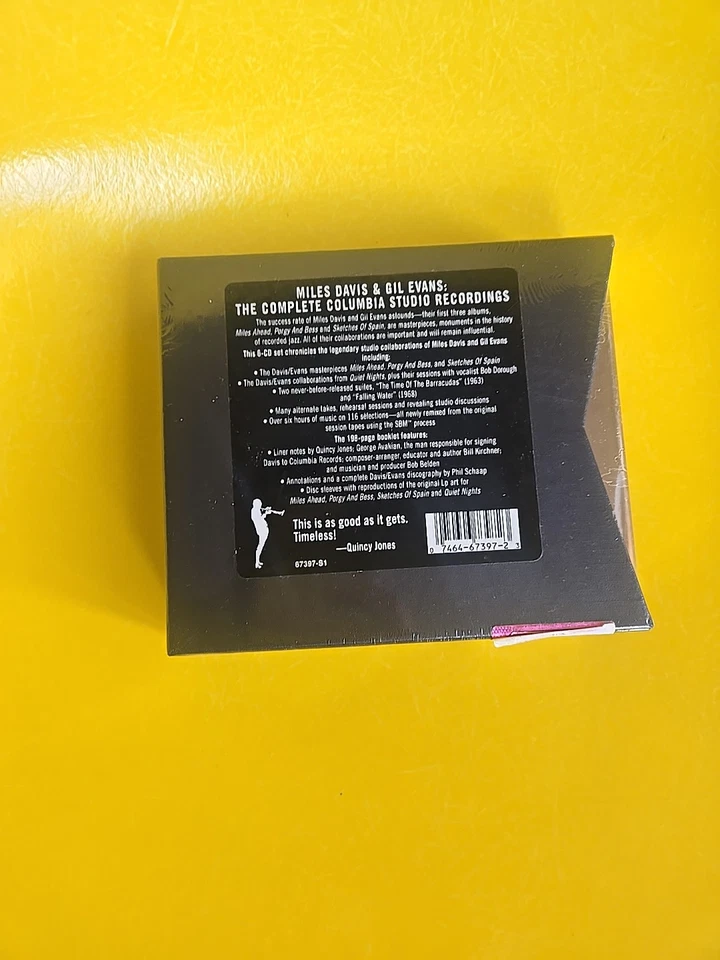 MILES DAVIS & GIL EVANS:
THE COMPLETE COLUMBIA STUDIO RECORDINGS
The success rate of Miles Davis and Gil Evans astounds—their first three albums,
Miles Ahead, Porgy And Bess and Sketches Of Spain, are masterpieces, monuments in the history
of recorded jazz. All of their collaborations are important and will remain influential.
This 6-CD set chronicles the legendary studio collaborations of Miles Davis and Gil Evans
including:
• The Davis/Evans masterpieces Miles Ahead, Porgy And Bess, and Sketches Of Spain
• The Davis/Evans collaborations from Quiet Nights, plus their sessions with vocalist Bob Dorough
• Two never-before-released suites, "The Time Of The Barracudas" (1963)
and "Falling Water" (1968)
• Many alternate takes, rehearsal sessions and revealing studio discussions
• Over six hours of music on 116 selections—all newly remixed from the original
session tapes using the SBM™ process
The 198-page booklet features:
• Liner notes by Quincy Jones; George Avakian, the man responsible for signing
Davis to Columbia Records; composer-arranger, educator and author Bill Kirchner;
and musician and producer Bob Belden
• Annotations and a complete Davis/Evans discography by Phil Schaap
• Disc sleeves with reproductions of the original Lp art for
Miles Ahead, Porgy And Bess, Sketches Of Spain and Quiet Nights
This is as good as it gets.
Timeless!
—Quincy Jones
0 7464-67397-2 3
67397-S1